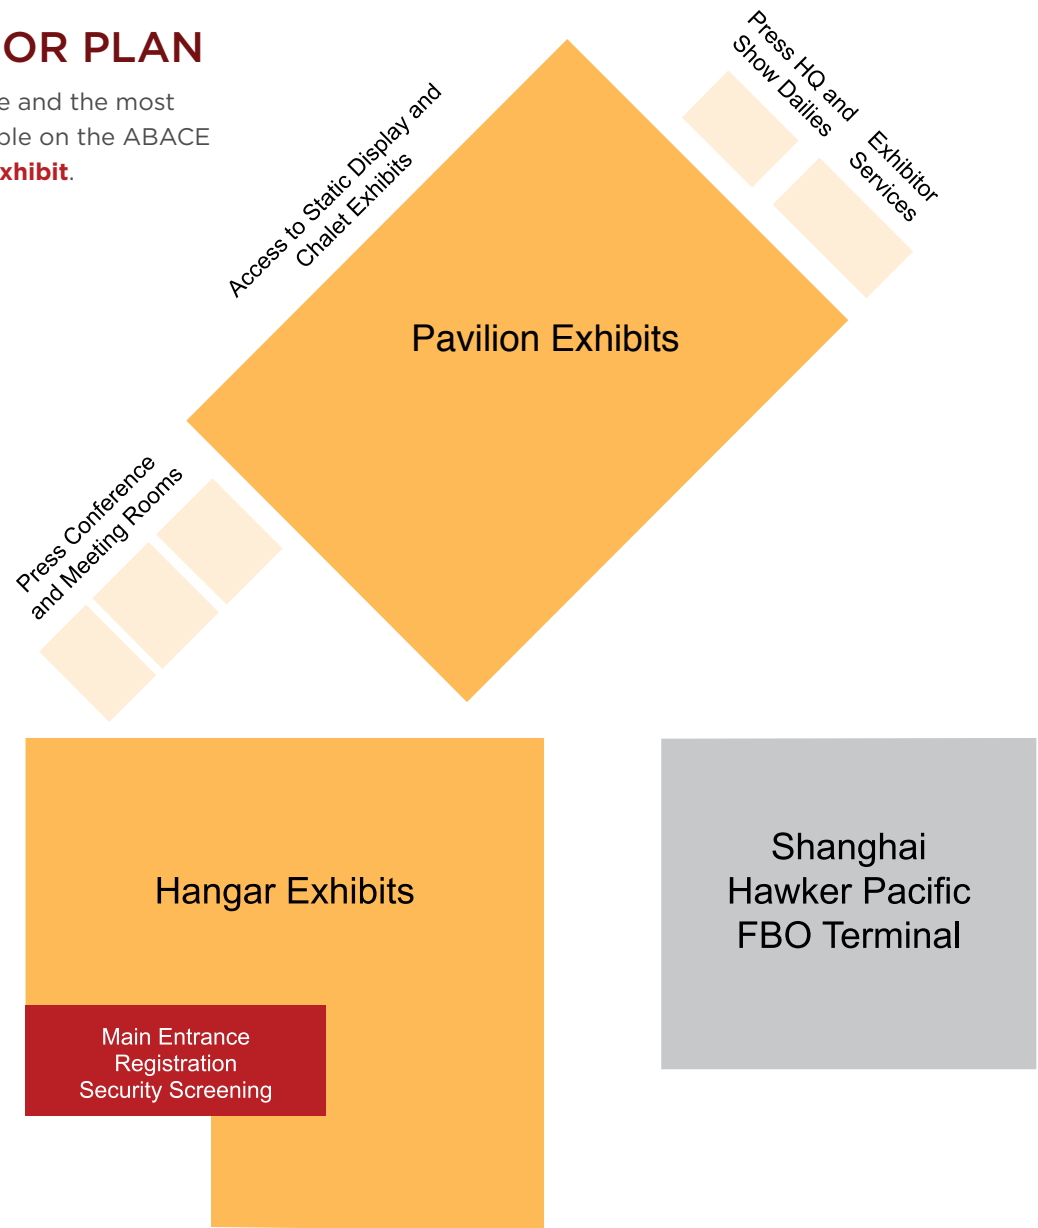 OR PLAN
e and the most
ble on the ABACE
xhibit.
Press HQ and
Show Dailies
Exhibitor
Services
Access to Static Display and
Chalet Exhibits
Pavilion Exhibits
Press Conference
and Meeting Rooms
Hangar Exhibits
Shanghai
Hawker Pacific
FBO Terminal
Main Entrance
Registration
Security Screening